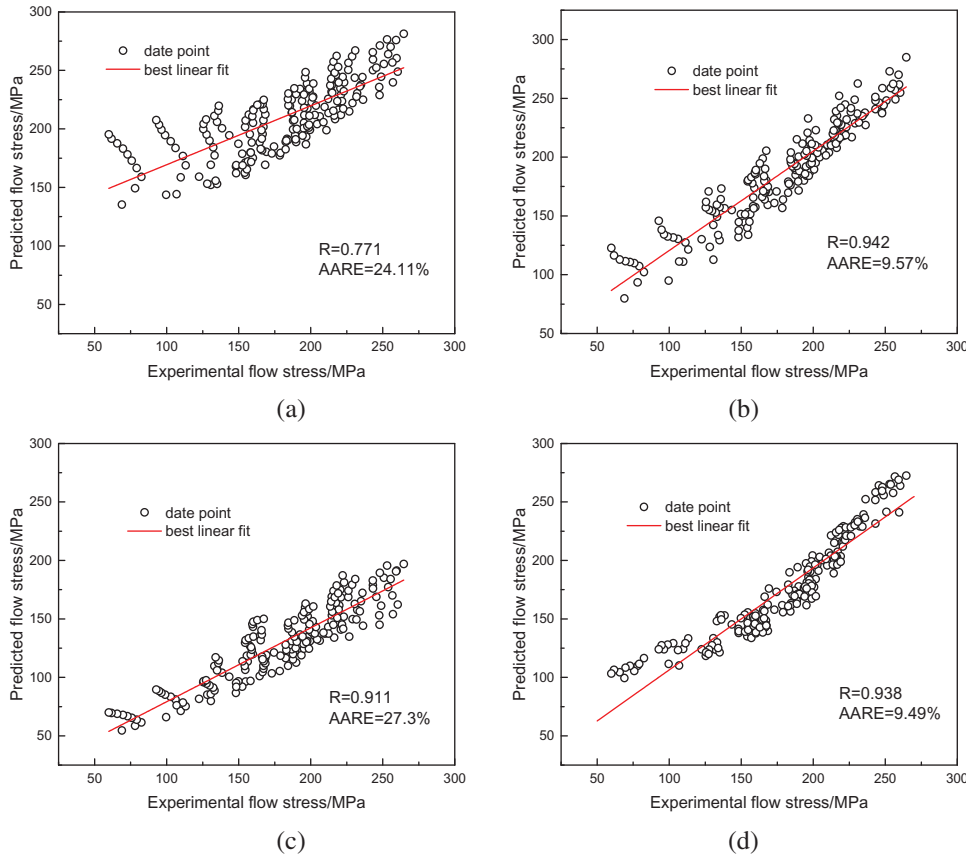 300
250
200
150
100
50
Predicted flow stress/MPa
date point
best linear fit
R=0.771
AARE=24.11%
50 100 150 200 250 300
Experimental flow stress/MPa
(a)
300
250
200
150
100
50
Predicted flow stress/MPa
date point
best linear fit
R=0.942
AARE=9.57%
50 100 150 200 250 300
Experimental flow stress/MPa
(b)
300
250
200
150
100
50
Predicted flow stress/MPa
date point
best linear fit
R=0.911
AARE=27.3%
50 100 150 200 250 300
Experimental flow stress/MPa
(c)
300
250
200
150
100
50
Predicted flow stress/MPa
date point
best linear fit
R=0.938
AARE=9.49%
50 100 150 200 250 300
Experimental flow stress/MPa
(d)